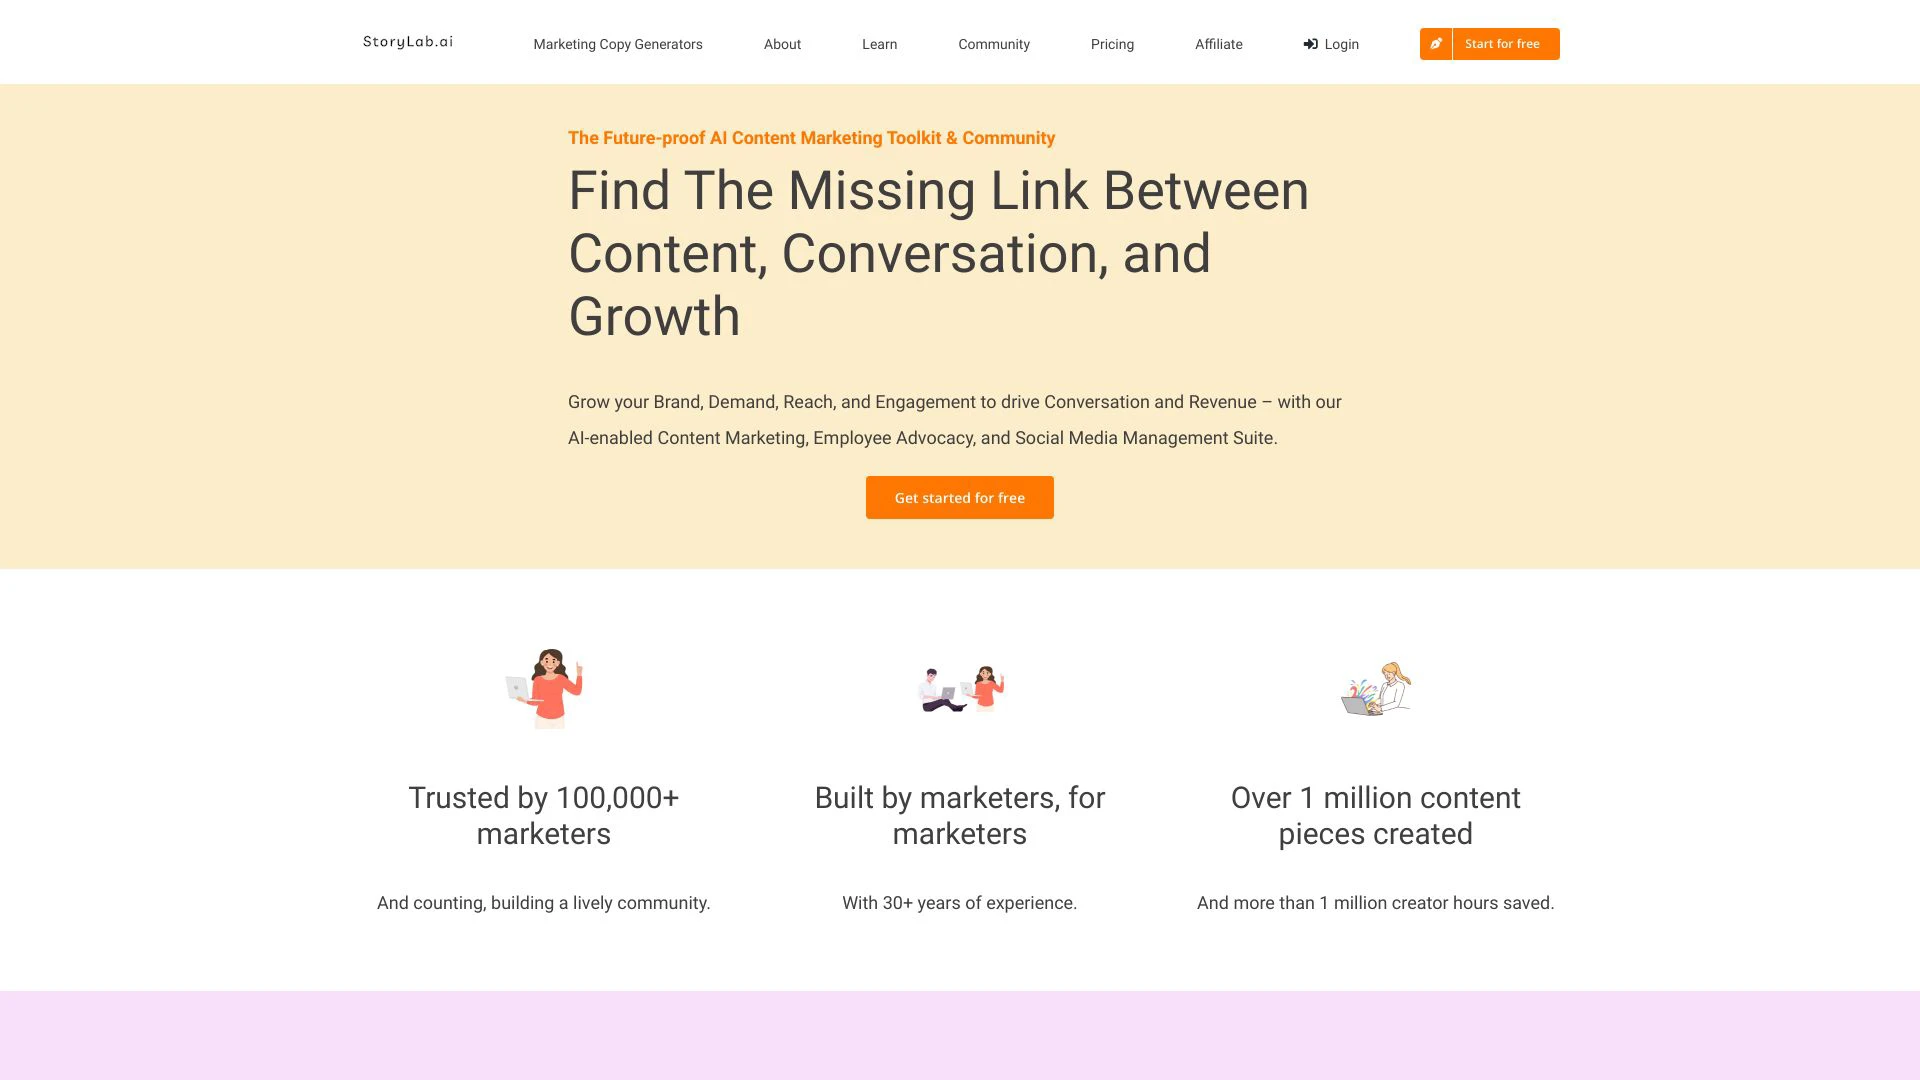 StoryLab.ai
Marketing Copy Generators
About
Learn
Community
Pricing
Affiliate
Login
Start for free
The Future-proof AI Content Marketing Toolkit & Community
Find The Missing Link Between
Content, Conversation, and
Growth
Grow your Brand, Demand, Reach, and Engagement to drive Conversation and Revenue – with our
AI-enabled Content Marketing, Employee Advocacy, and Social Media Management Suite.
Get started for free
Trusted by 100,000+
marketers
And counting, building a lively community.
Built by marketers, for
marketers
With 30+ years of experience.
Over 1 million content
pieces created
And more than 1 million creator hours saved.